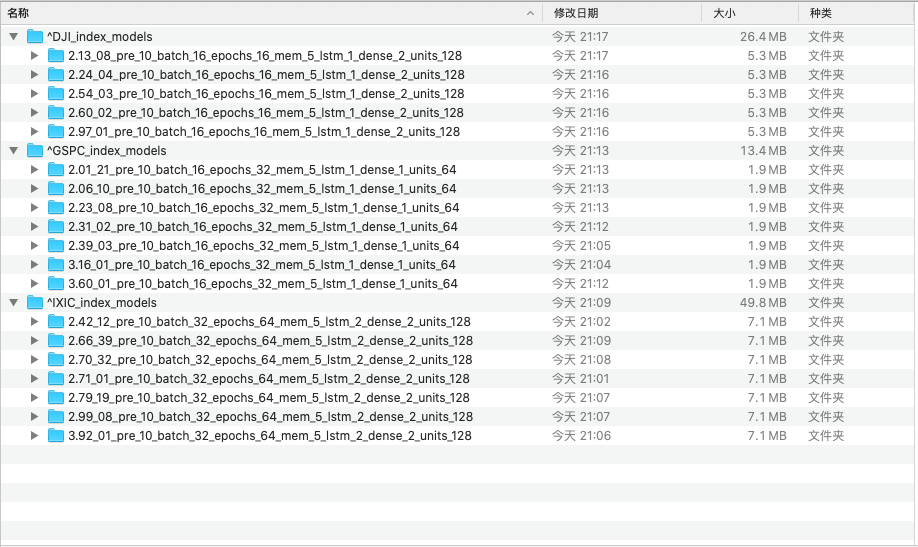 名称 修改日期 大小 种类
^DJI_index_models 今天 21:17 26.4 MB 文件夹
2.13_08_pre_10_batch_16_epochs_16_mem_5_lstm_1_dense_2_units_128 今天 21:17 5.3 MB 文件夹
2.24_04_pre_10_batch_16_epochs_16_mem_5_lstm_1_dense_2_units_128 今天 21:16 5.3 MB 文件夹
2.54_03_pre_10_batch_16_epochs_16_mem_5_lstm_1_dense_2_units_128 今天 21:16 5.3 MB 文件夹
2.60_02_pre_10_batch_16_epochs_16_mem_5_lstm_1_dense_2_units_128 今天 21:16 5.3 MB 文件夹
2.97_01_pre_10_batch_16_epochs_16_mem_5_lstm_1_dense_2_units_128 今天 21:16 5.3 MB 文件夹
^GSPC_index_models 今天 21:13 13.4 MB 文件夹
2.01_21_pre_10_batch_16_epochs_32_mem_5_lstm_1_dense_1_units_64 今天 21:13 1.9 MB 文件夹
2.06_10_pre_10_batch_16_epochs_32_mem_5_lstm_1_dense_1_units_64 今天 21:13 1.9 MB 文件夹
2.23_08_pre_10_batch_16_epochs_32_mem_5_lstm_1_dense_1_units_64 今天 21:13 1.9 MB 文件夹
2.31_02_pre_10_batch_16_epochs_32_mem_5_lstm_1_dense_1_units_64 今天 21:12 1.9 MB 文件夹
2.39_03_pre_10_batch_16_epochs_32_mem_5_lstm_1_dense_1_units_64 今天 21:05 1.9 MB 文件夹
3.16_01_pre_10_batch_16_epochs_32_mem_5_lstm_1_dense_1_units_64 今天 21:04 1.9 MB 文件夹
3.60_01_pre_10_batch_16_epochs_32_mem_5_lstm_1_dense_1_units_64 今天 21:12 1.9 MB 文件夹
^IXIC_index_models 今天 21:09 49.8 MB 文件夹
2.42_12_pre_10_batch_32_epochs_64_mem_5_lstm_2_dense_2_units_128 今天 21:02 7.1 MB 文件夹
2.66_39_pre_10_batch_32_epochs_64_mem_5_lstm_2_dense_2_units_128 今天 21:09 7.1 MB 文件夹
2.70_32_pre_10_batch_32_epochs_64_mem_5_lstm_2_dense_2_units_128 今天 21:08 7.1 MB 文件夹
2.71_01_pre_10_batch_32_epochs_64_mem_5_lstm_2_dense_2_units_128 今天 21:01 7.1 MB 文件夹
2.79_19_pre_10_batch_32_epochs_64_mem_5_lstm_2_dense_2_units_128 今天 21:07 7.1 MB 文件夹
2.99_08_pre_10_batch_32_epochs_64_mem_5_lstm_2_dense_2_units_128 今天 21:07 7.1 MB 文件夹
3.92_01_pre_10_batch_32_epochs_64_mem_5_lstm_2_dense_2_units_128 今天 21:06 7.1 MB 文件夹